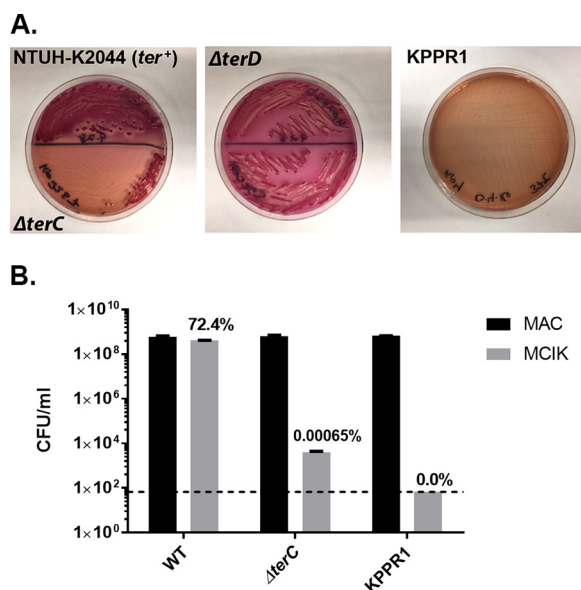 A.
NTUH-K2044 (ter+)
ΔterD
KPPR1
ΔterC
B.
1×10^10
1×10^8
1×10^6
1×10^4
1×10^2
1×10^0
CFU/ml
72.4%
0.00065%
0.0%
MAC
MCIK
WT
ΔterC
KPPR1